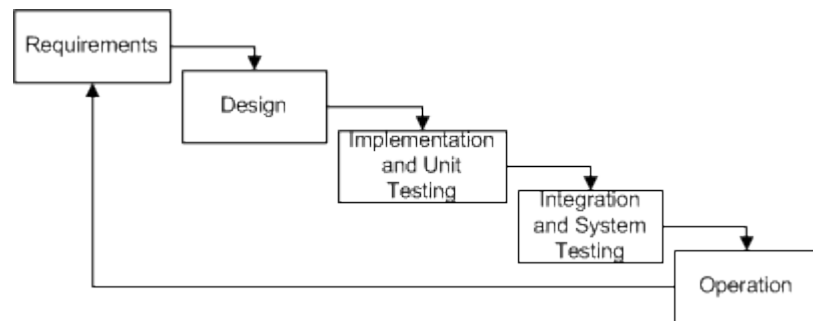 Requirements
Design
Implementation
and Unit
Testing
Integration
and System
Testing
Operation